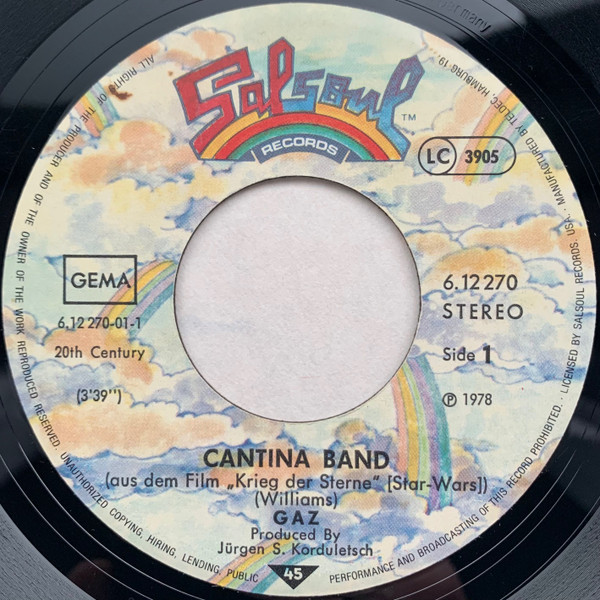 Salsoul
RECORDS
™
LC 3905
GEMA
6.12 270-01-1
20th Century
(3'39")
6.12 270
STEREO
Side 1
℗ 1978
CANTINA BAND
(aus dem Film „Krieg der Sterne" [Star-Wars])
(Williams)
GAZ
Produced By
Jürgen S. Korduletsch
45
ALL RIGHTS OF THE PRODUCER AND OF THE OWNER OF THE WORK REPRODUCED RESERVED. UNAUTHORIZED COPYING, HIRING, LENDING, PUBLIC PERFORMANCE AND BROADCASTING OF THIS RECORD PROHIBITED. · LICENSED BY SALSOUL RECORDS, USA · MANUFACTURED BY TELDEC, HAMBURG 19.